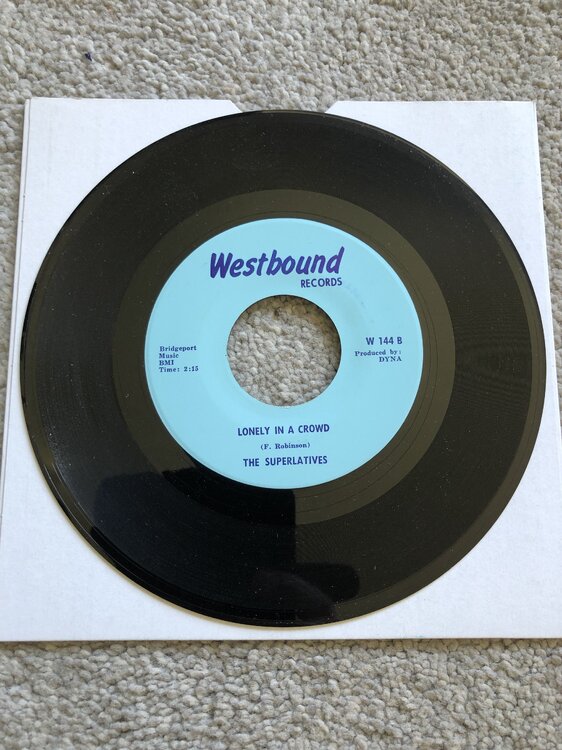 Westbound
RECORDS
Bridgeport
Music
BMI
Time: 2:15
W 144 B
Produced by:
DYNA
LONELY IN A CROWD
(F. Robinson)
THE SUPERLATIVES